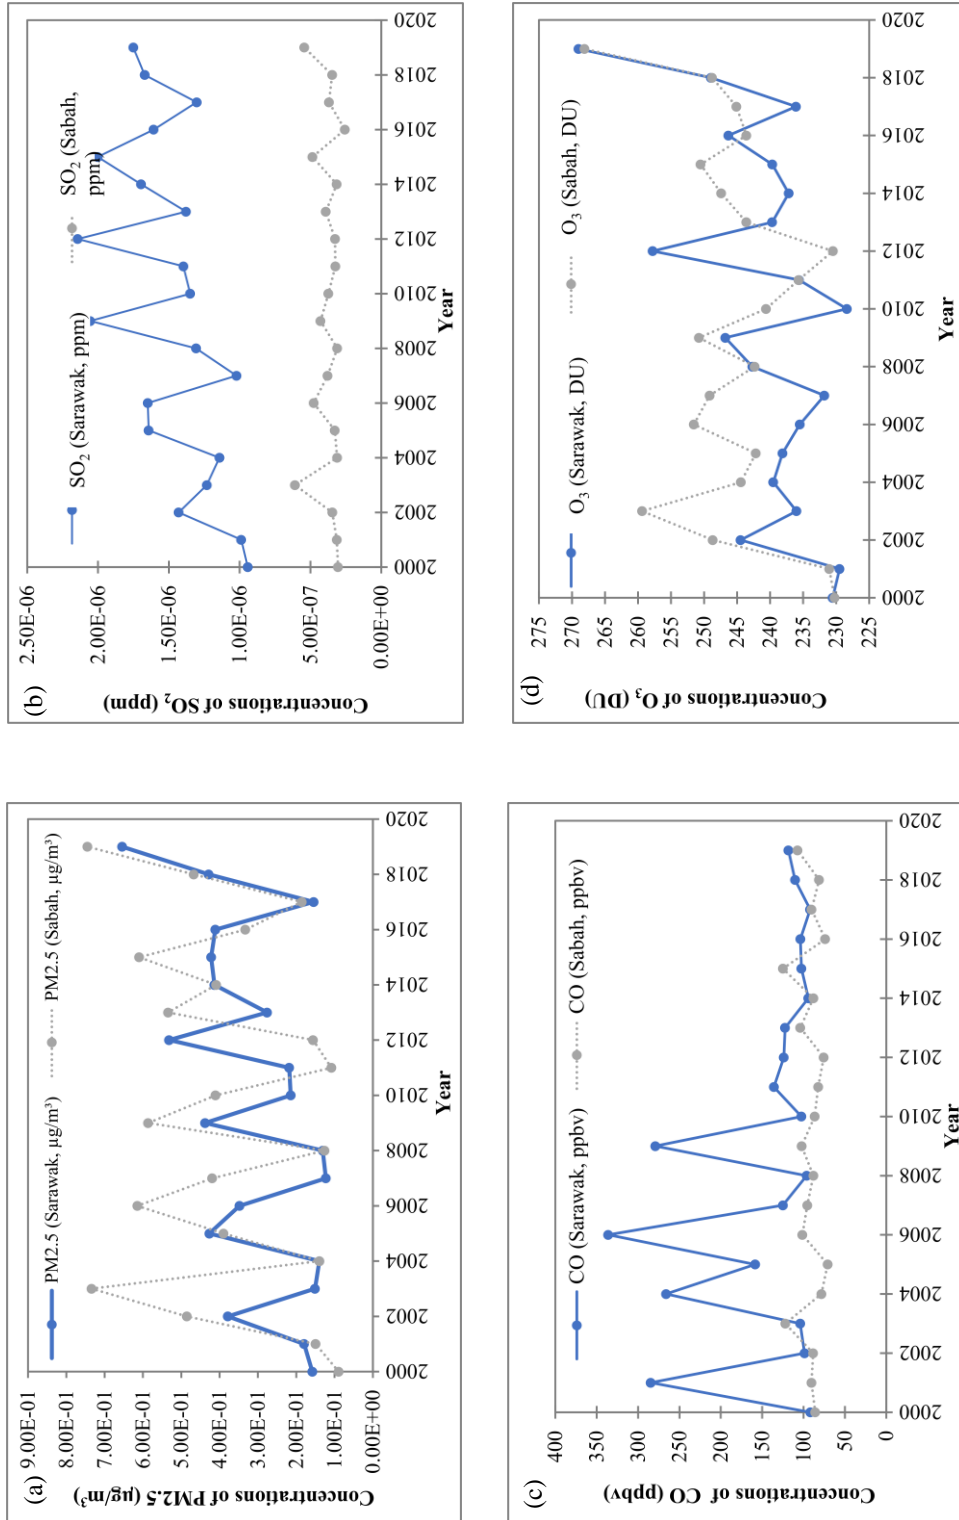 (a)
PM2.5 (Sarawak, µg/m³)
PM2.5 (Sabah, µg/m³)
Concentrations of PM2.5 (µg/m³)
9.00E-01
8.00E-01
7.00E-01
6.00E-01
5.00E-01
4.00E-01
3.00E-01
2.00E-01
1.00E-01
0.00E+00
2000
2002
2004
2006
2008
2010
2012
2014
2016
2018
2020
Year
(b)
SO₂ (Sarawak, ppm)
SO₂ (Sabah,
ppm)
Concentrations of SO₂ (ppm)
2.50E-06
2.00E-06
1.50E-06
1.00E-06
5.00E-07
0.00E+00
2000
2002
2004
2006
2008
2010
2012
2014
2016
2018
2020
Year
(c)
CO (Sarawak, ppbv)
CO (Sabah, ppbv)
Concentrations of CO (ppbv)
400
350
300
250
200
150
100
50
0
2000
2002
2004
2006
2008
2010
2012
2014
2016
2018
2020
Year
(d)
O₃ (Sarawak, DU)
O₃ (Sabah, DU)
Concentrations of O₃ (DU)
275
270
265
260
255
250
245
240
235
230
225
2000
2002
2004
2006
2008
2010
2012
2014
2016
2018
2020
Year